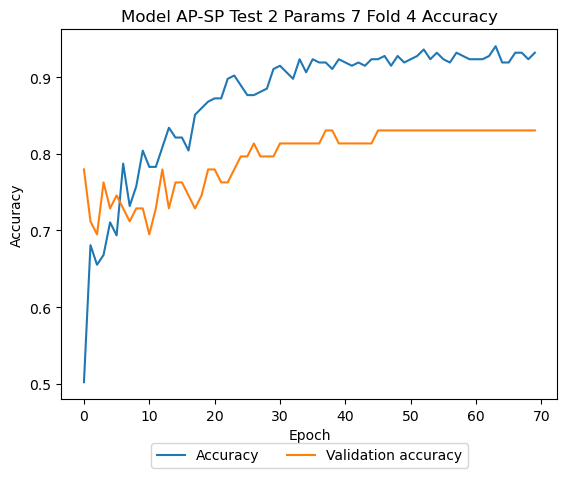 Model AP-SP Test 2 Params 7 Fold 4 Accuracy
Accuracy
0.9
0.8
0.7
0.6
0.5
0 10 20 30 40 50 60 70
Epoch
Accuracy Validation accuracy